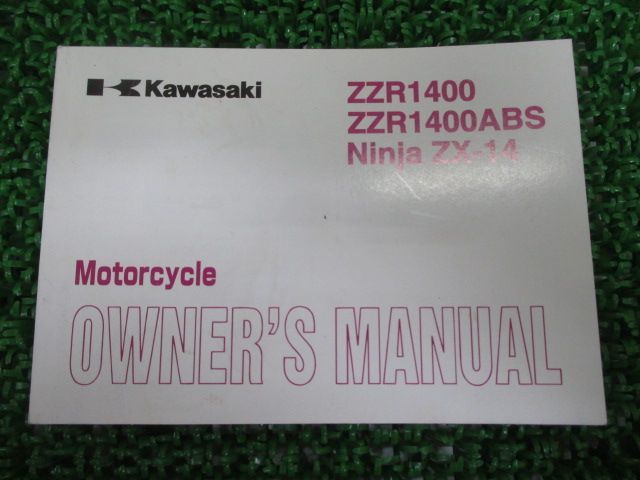 Kawasaki
ZZR1400
ZZR1400ABS
Ninja ZX-14
Motorcycle
OWNER'S MANUAL